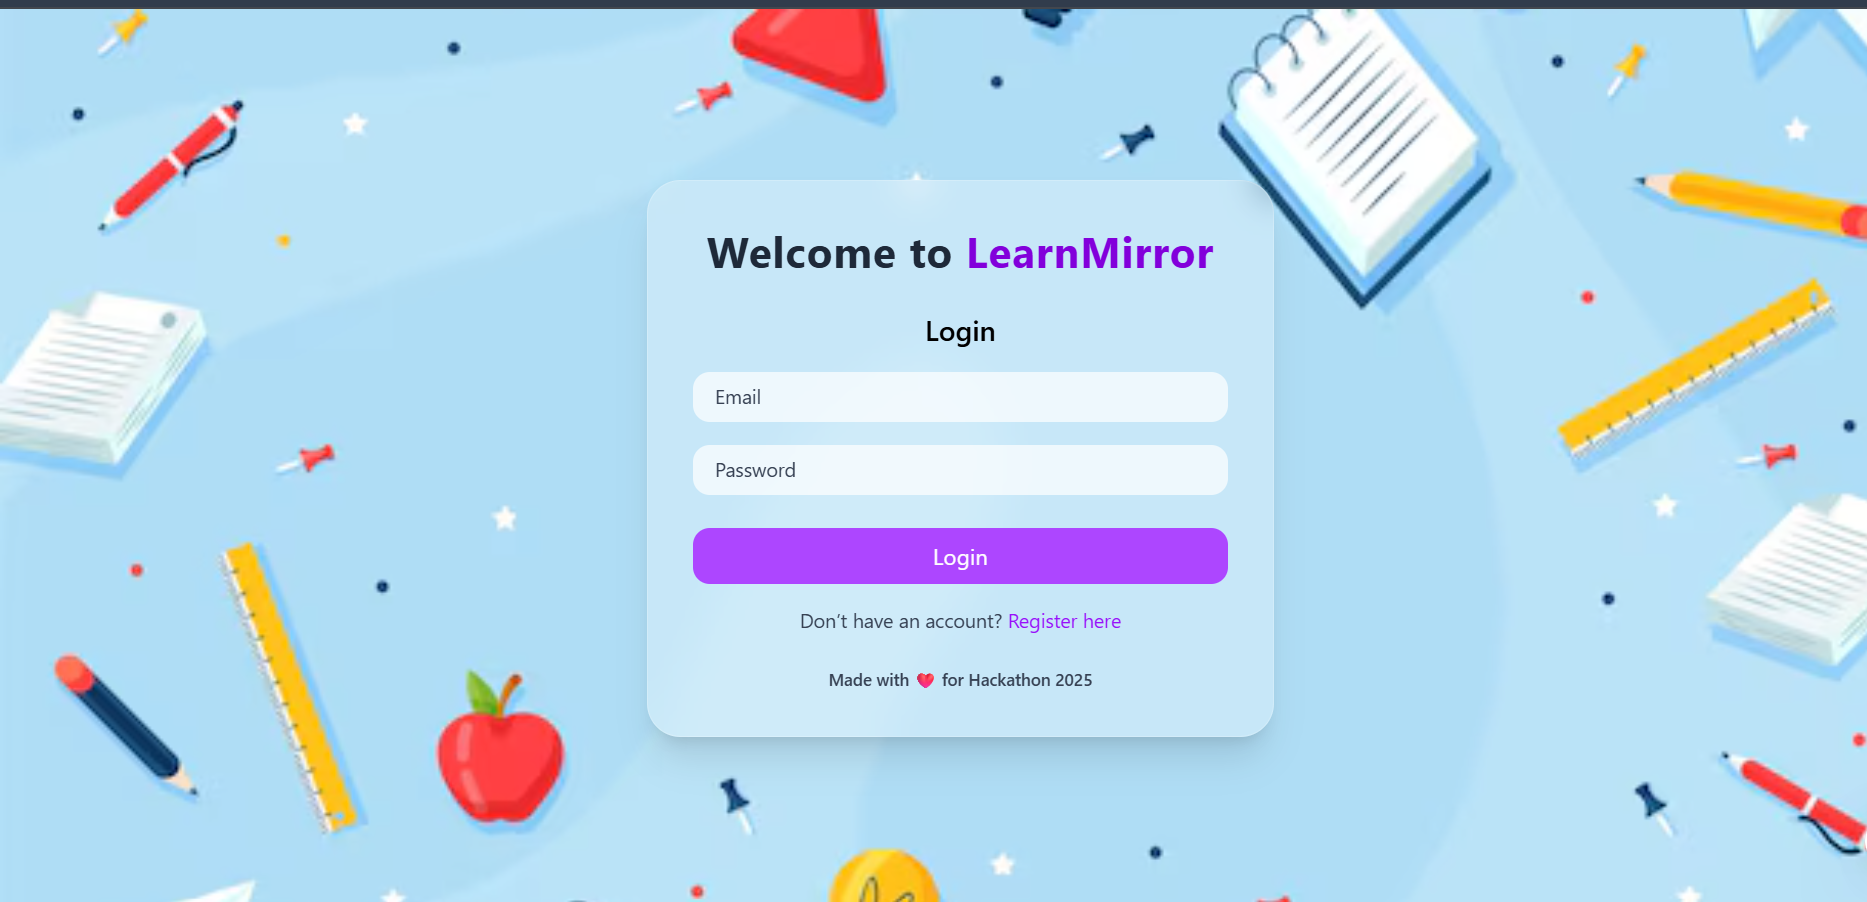 Welcome to LearnMirror
Login
Email
Password
Login
Don’t have an account? Register here
Made with 💖 for Hackathon 2025